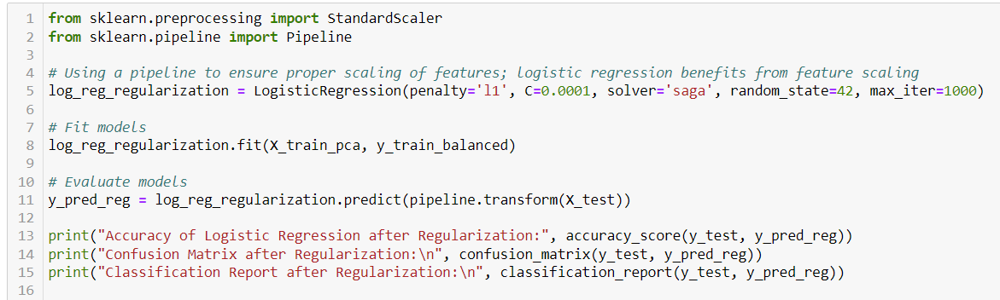 1 from sklearn.preprocessing import StandardScaler
2 from sklearn.pipeline import Pipeline
3
4 # Using a pipeline to ensure proper scaling of features; logistic regression benefits from feature scaling
5 log_reg_regularization = LogisticRegression(penalty='l1', C=0.0001, solver='saga', random_state=42, max_iter=1000)
6
7 # Fit models
8 log_reg_regularization.fit(X_train_pca, y_train_balanced)
9
10 # Evaluate models
11 y_pred_reg = log_reg_regularization.predict(pipeline.transform(X_test))
12
13 print("Accuracy of Logistic Regression after Regularization:", accuracy_score(y_test, y_pred_reg))
14 print("Confusion Matrix after Regularization:\n", confusion_matrix(y_test, y_pred_reg))
15 print("Classification Report after Regularization:\n", classification_report(y_test, y_pred_reg))
16